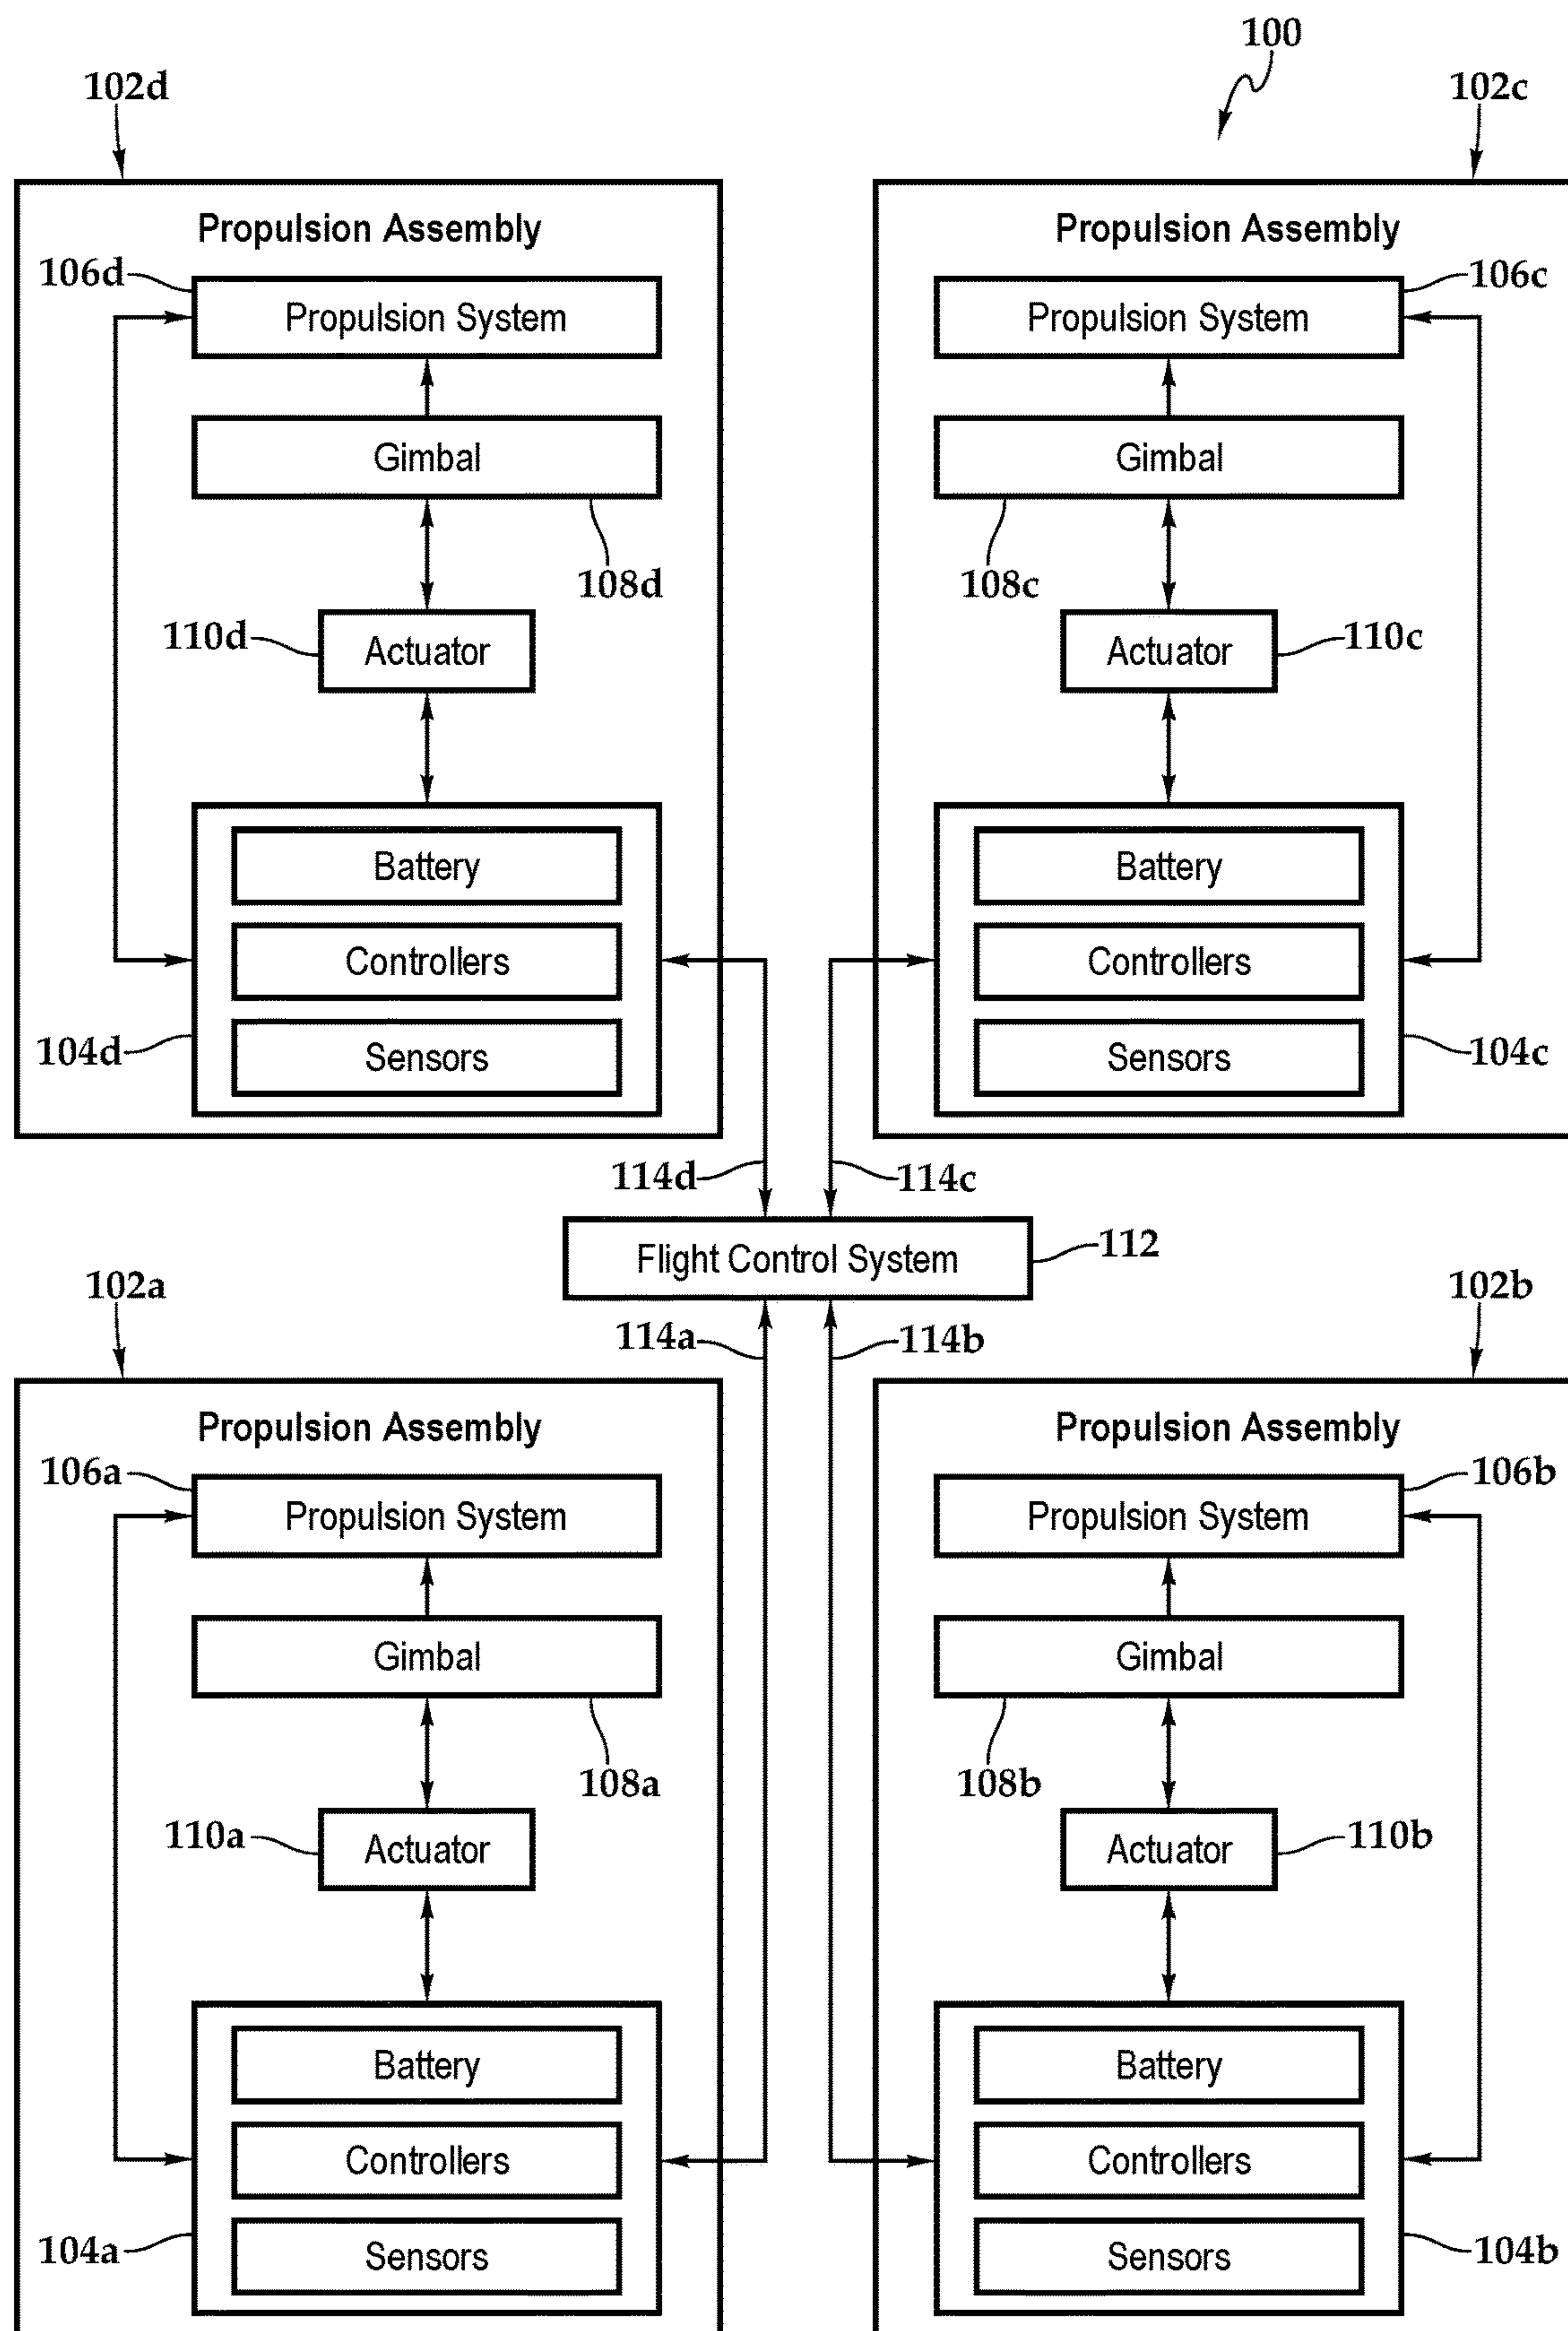 100
102d
102c
Propulsion Assembly
Propulsion Assembly
106d
106c
Propulsion System
Propulsion System
Gimbal
Gimbal
108d
108c
110d
Actuator
Actuator
110c
Battery
Battery
Controllers
Controllers
104d
Sensors
Sensors
104c
114d
114c
Flight Control System
112
102a
102b
114a
114b
Propulsion Assembly
Propulsion Assembly
106a
106b
Propulsion System
Propulsion System
Gimbal
Gimbal
108a
108b
110a
Actuator
Actuator
110b
Battery
Battery
Controllers
Controllers
104a
Sensors
Sensors
104b